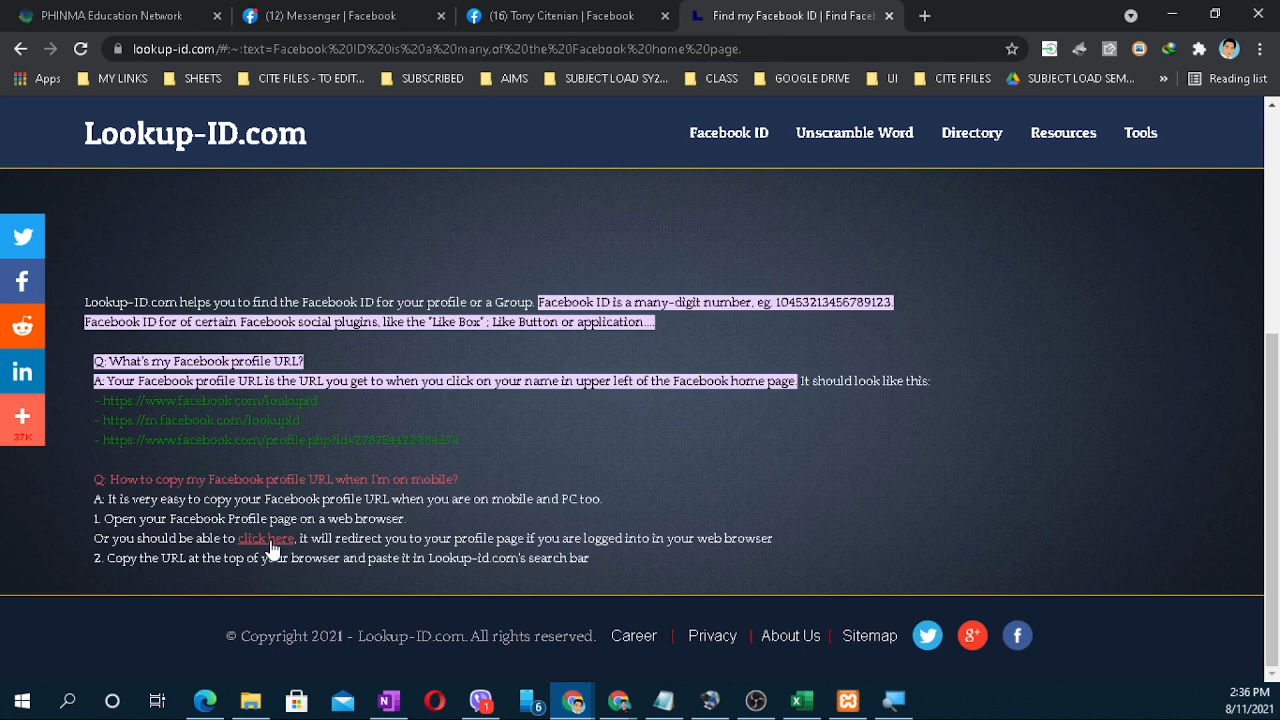 PHINMA Education Network
(12) Messenger | Facebook
(16) Tony Citenian | Facebook
Find my Facebook ID | Find Faceb
lookup-id.com/#:~:text=Facebook%20ID%20is%20a%20many,of%20the%20Facebook%20home%20page.
Apps
MY LINKS
SHEETS
CITE FILES - TO EDIT...
SUBSCRIBED
AIMS
SUBJECT LOAD SY2...
CLASS
GOOGLE DRIVE
UI
CITE FFILES
SUBJECT LOAD SEM...
»
Reading list
Lookup-ID.com
Facebook ID
Unscramble Word
Directory
Resources
Tools
37K
Lookup-ID.com helps you to find the Facebook ID for your profile or a Group. Facebook ID is a many-digit number, eg. 10453213456789123.
Facebook ID for of certain Facebook social plugins, like the "Like Box" ; Like Button or application....
Q: What's my Facebook profile URL?
A: Your Facebook profile URL is the URL you get to when you click on your name in upper left of the Facebook home page. It should look like this:
- https://www.facebook.com/lookupid
- https://m.facebook.com/lookupid
- https://www.facebook.com/profile.php?id=278754422284374
Q: How to copy my Facebook profile URL when I'm on mobile?
A: It is very easy to copy your Facebook profile URL when you are on mobile and PC too.
1. Open your Facebook Profile page on a web browser.
Or you should be able to click here, it will redirect you to your profile page if you are logged into in your web browser
2. Copy the URL at the top of your browser and paste it in Lookup-id.com's search bar
© Copyright 2021 - Lookup-ID.com. All rights reserved.
Career | Privacy | About Us | Sitemap
1
6
2:36 PM
8/11/2021